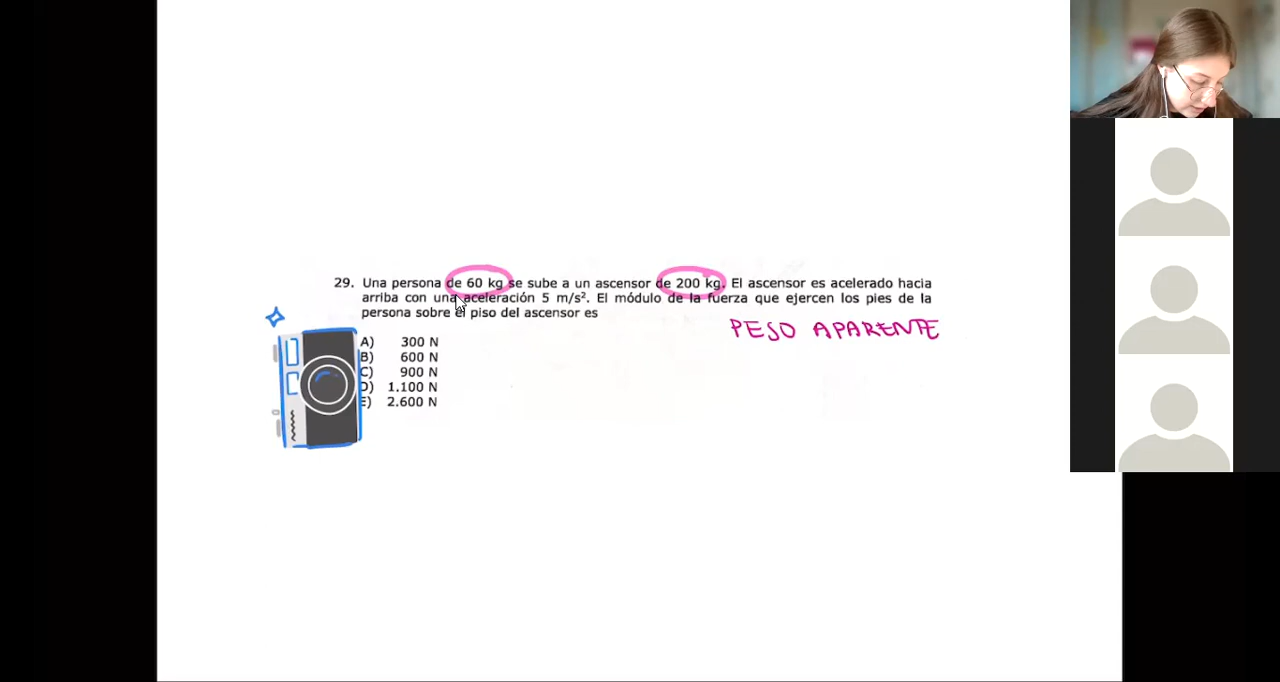 29. Una persona de 60 kg se sube a un ascensor de 200 kg. El ascensor es acelerado hacia
arriba con una aceleración 5 m/s². El módulo de la fuerza que ejercen los pies de la
persona sobre el piso del ascensor es
PESO APARENTE
A) 300 N
B) 600 N
C) 900 N
D) 1.100 N
E) 2.600 N